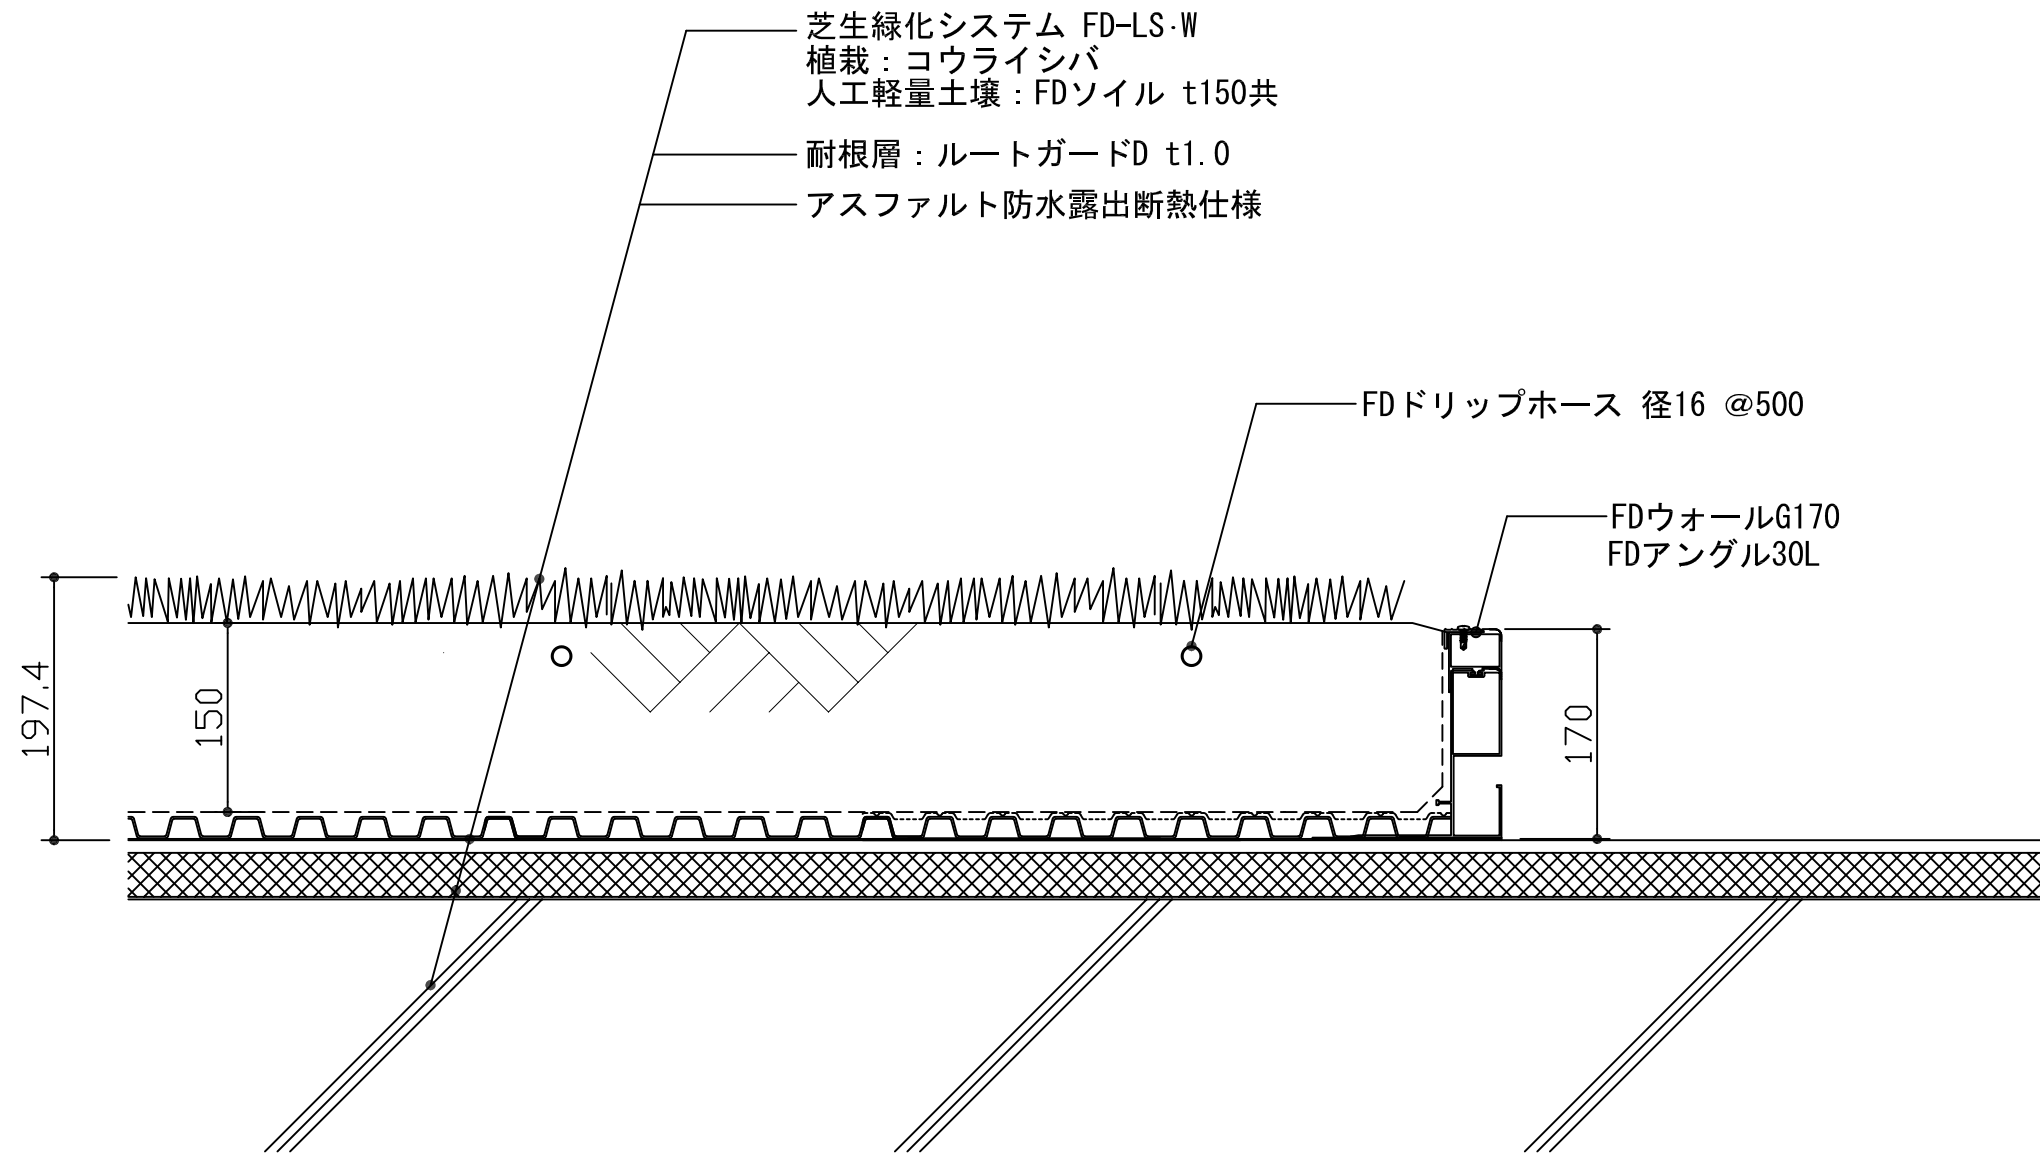 芝生緑化システム FD-LS·W
植栽：コウライシバ
人工軽量土壌：FDソイル t150共
耐根層：ルートガードD t1.0
アスファルト防水露出断熱仕様
FDドリップホース 径16 @500
FDウォールG170
FDアングル30L
197.4
150
170